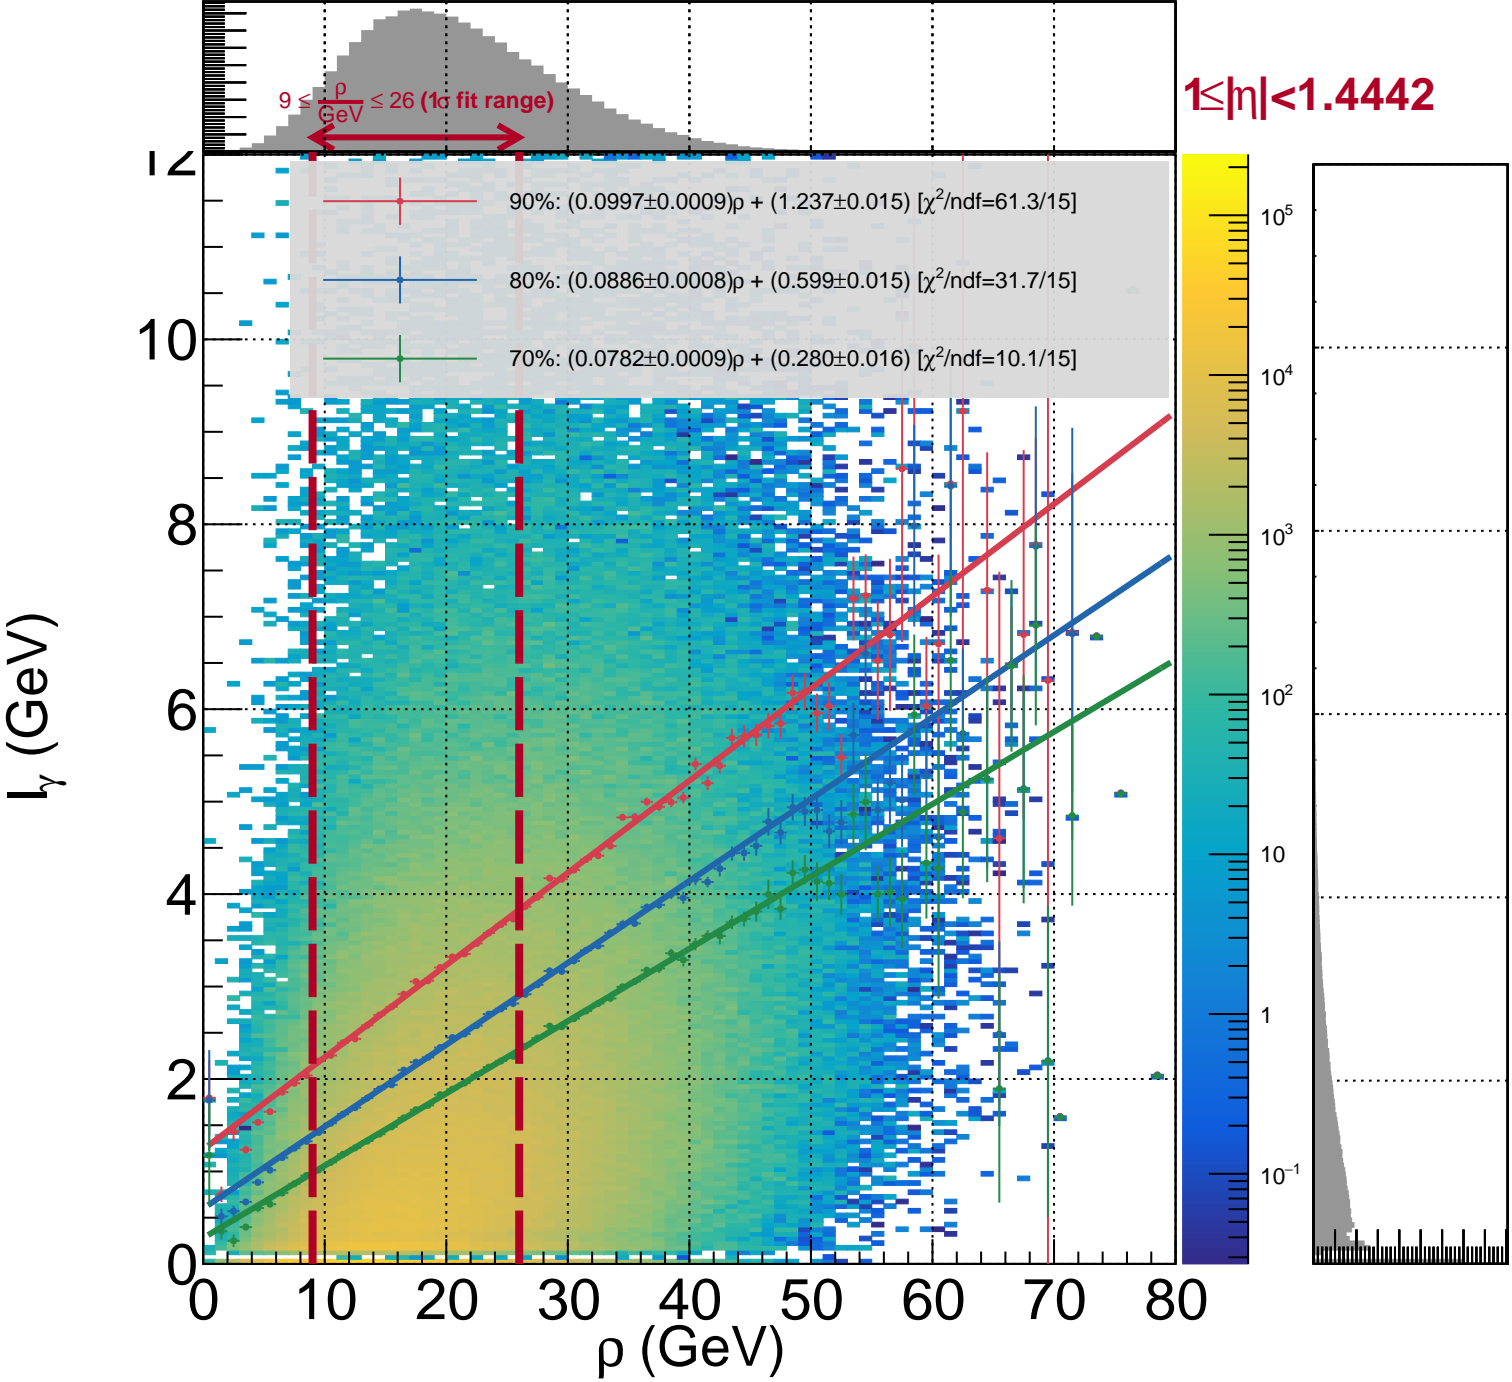 9 ≤ ρ/GeV ≤ 26 (1σ fit range)
1≤|η|<1.4442
90%: (0.0997±0.0009)ρ + (1.237±0.015) [χ²/ndf=61.3/15]
80%: (0.0886±0.0008)ρ + (0.599±0.015) [χ²/ndf=31.7/15]
70%: (0.0782±0.0009)ρ + (0.280±0.016) [χ²/ndf=10.1/15]
12
10
8
6
4
2
0
I_γ (GeV)
0 10 20 30 40 50 60 70 80
ρ (GeV)
10⁵
10⁴
10³
10²
10
1
10⁻¹